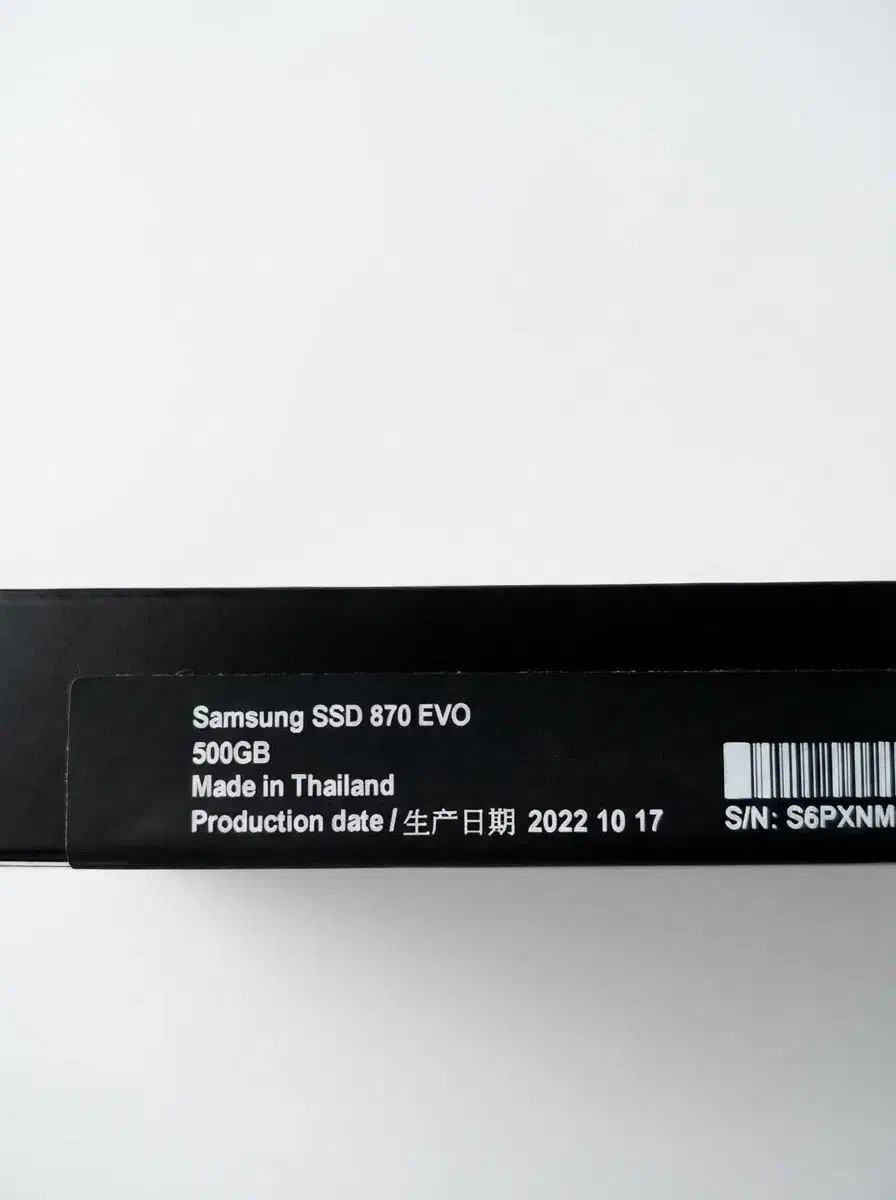 Samsung SSD 870 EVO
500GB
Made in Thailand
Production date / 生产日期 2022 10 17
S/N: S6PXNM